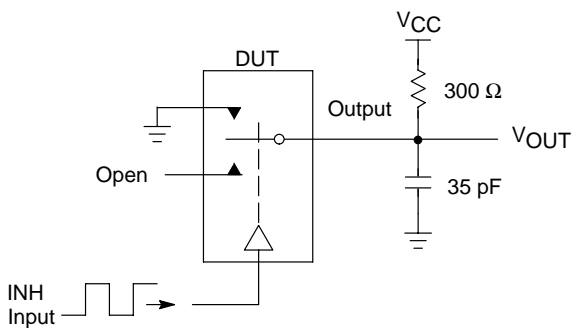 VCC
DUT
300 Ω
Output
VOUT
Open
35 pF
INH
Input